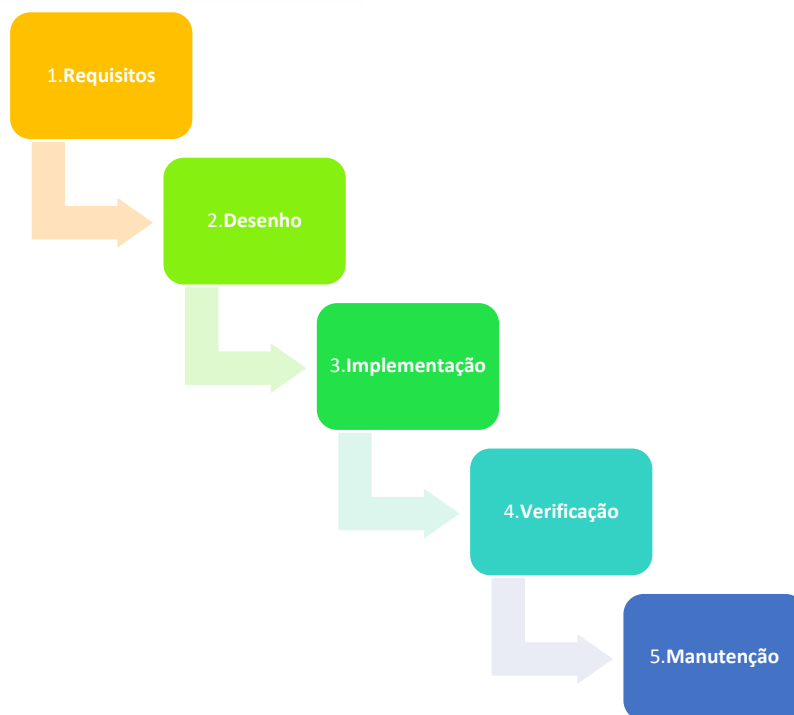 1.Requisitos
2.Desenho
3.Implementação
4.Verificação
5.Manutenção